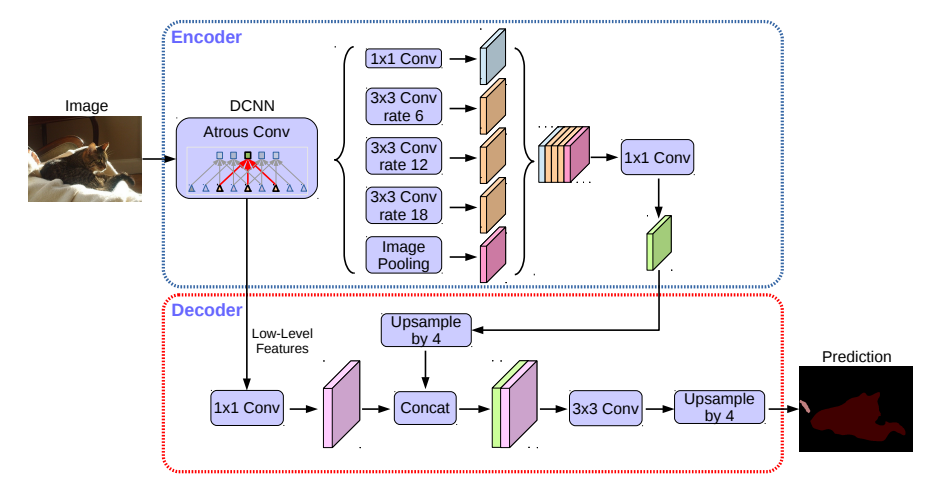 Encoder
Image
DCNN
Atrous Conv
1x1 Conv
3x3 Conv
rate 6
3x3 Conv
rate 12
3x3 Conv
rate 18
Image
Pooling
1x1 Conv
Decoder
Low-Level
Features
Upsample
by 4
1x1 Conv
Concat
3x3 Conv
Upsample
by 4
Prediction